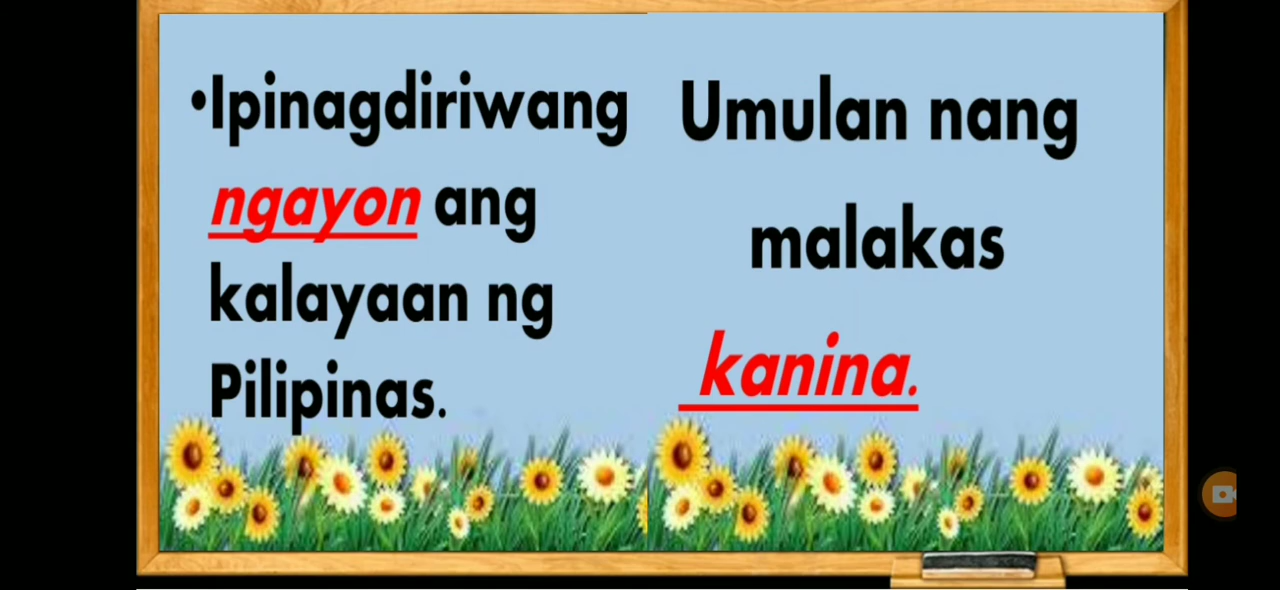 •Ipinagdiriwang
ngayon ang
kalayaan ng
Pilipinas.
Umulan nang
malakas
kanina.